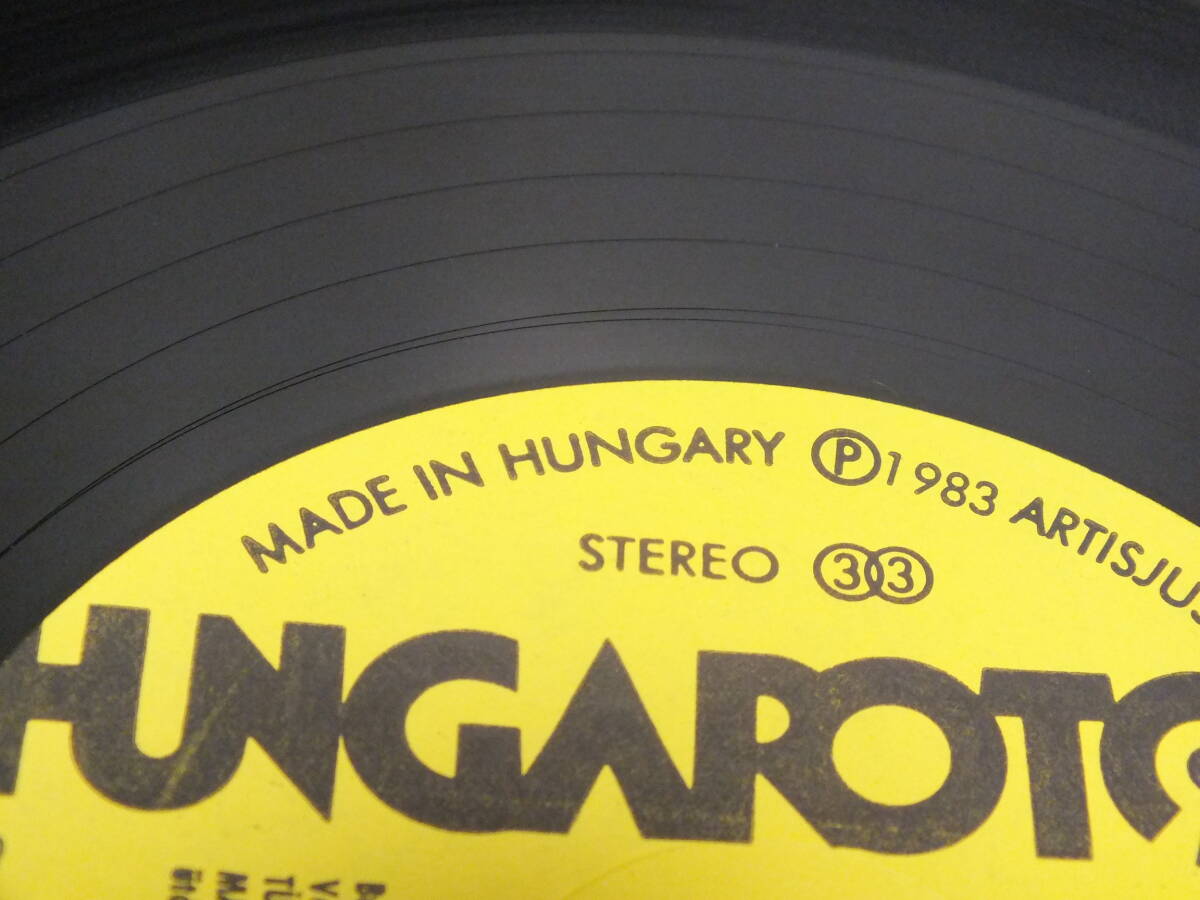 MADE IN HUNGARY Ⓟ 1983 ARTISJUS
STEREO 33
HUNGAROTO